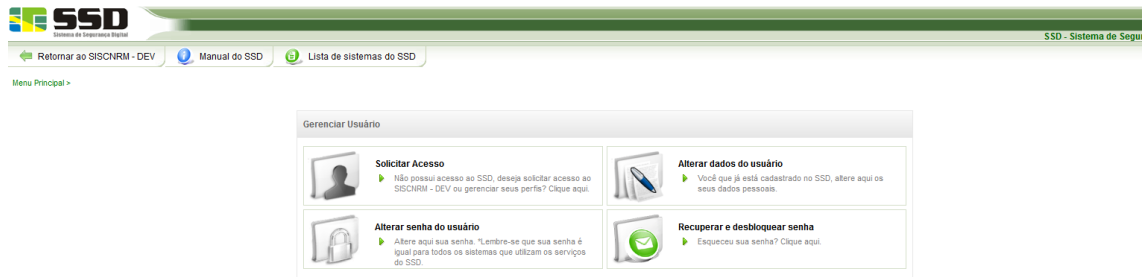 SSD
Sistema de Segurança Digital
SSD - Sistema de Segu
Retornar ao SISCNRM - DEV
Manual do SSD
Lista de sistemas do SSD
Menu Principal >
Gerenciar Usuário
Solicitar Acesso
Não possui acesso ao SSD, deseja solicitar acesso ao
SISCNRM - DEV ou gerenciar seus perfis? Clique aqui.
Alterar dados do usuário
Você que já está cadastrado no SSD, altere aqui os
seus dados pessoais.
Alterar senha do usuário
Altere aqui sua senha. *Lembre-se que sua senha é
igual para todos os sistemas que utilizam os serviços
do SSD.
Recuperar e desbloquear senha
Esqueceu sua senha? Clique aqui.